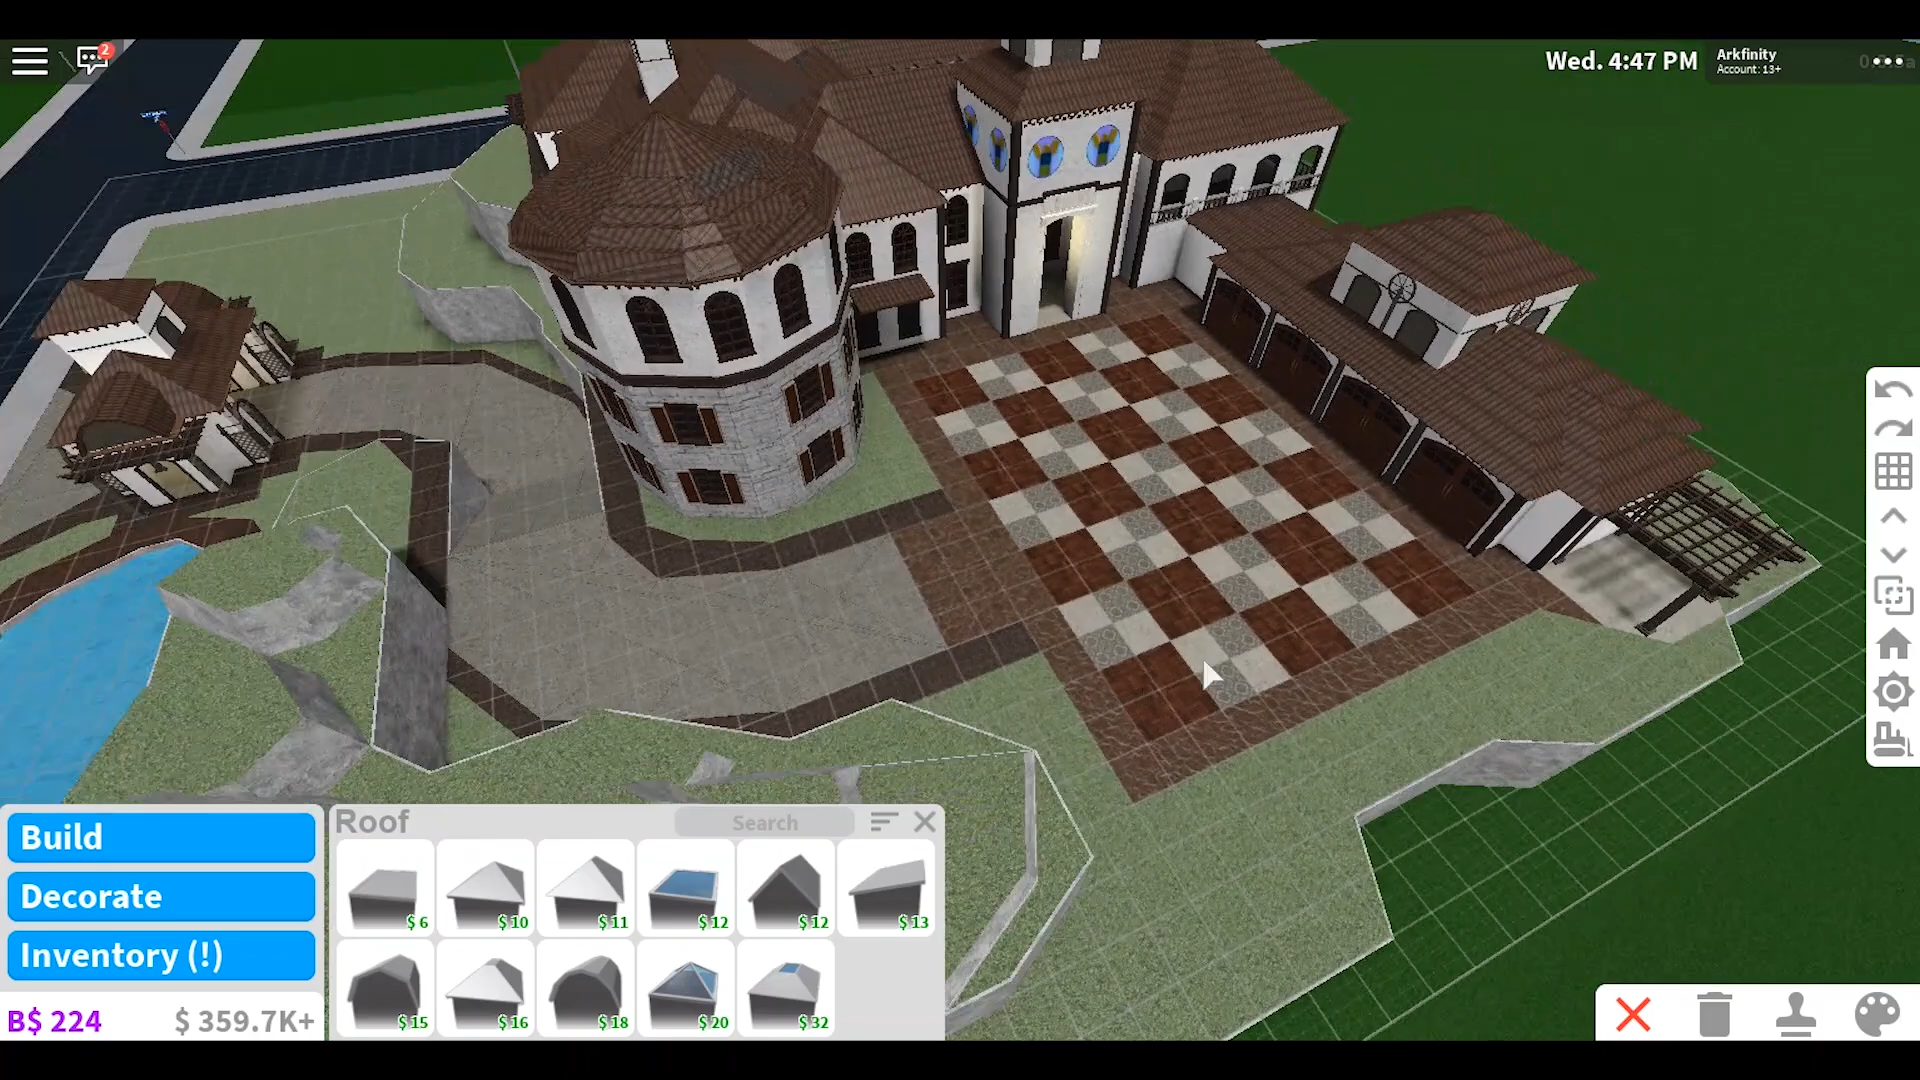 2
Wed. 4:47 PM
Arkfinity
Account: 13+
Build
Decorate
Inventory (!)
B$ 224
$ 359.7K+
Roof
Search
$ 6
$ 10
$ 11
$ 12
$ 12
$ 13
$ 15
$ 16
$ 18
$ 20
$ 32